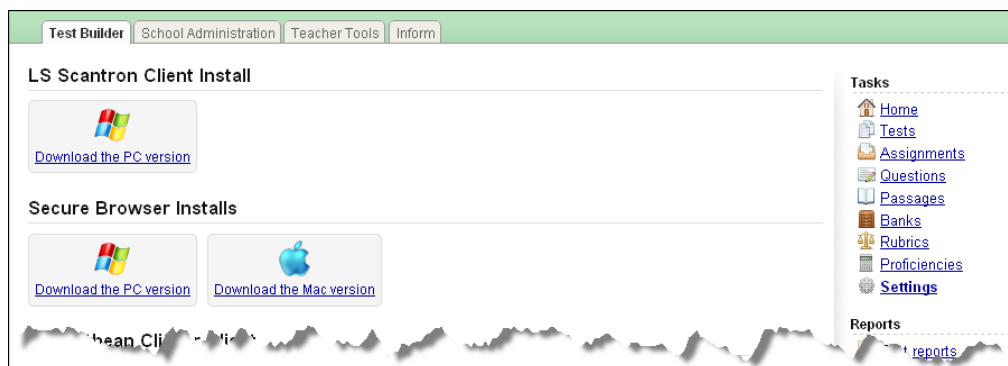 Test Builder
School Administration
Teacher Tools
Inform
LS Scantron Client Install
Download the PC version
Secure Browser Installs
Download the PC version
Download the Mac version
Tasks
Home
Tests
Assignments
Questions
Passages
Banks
Rubrics
Proficiencies
Settings
Reports
reports